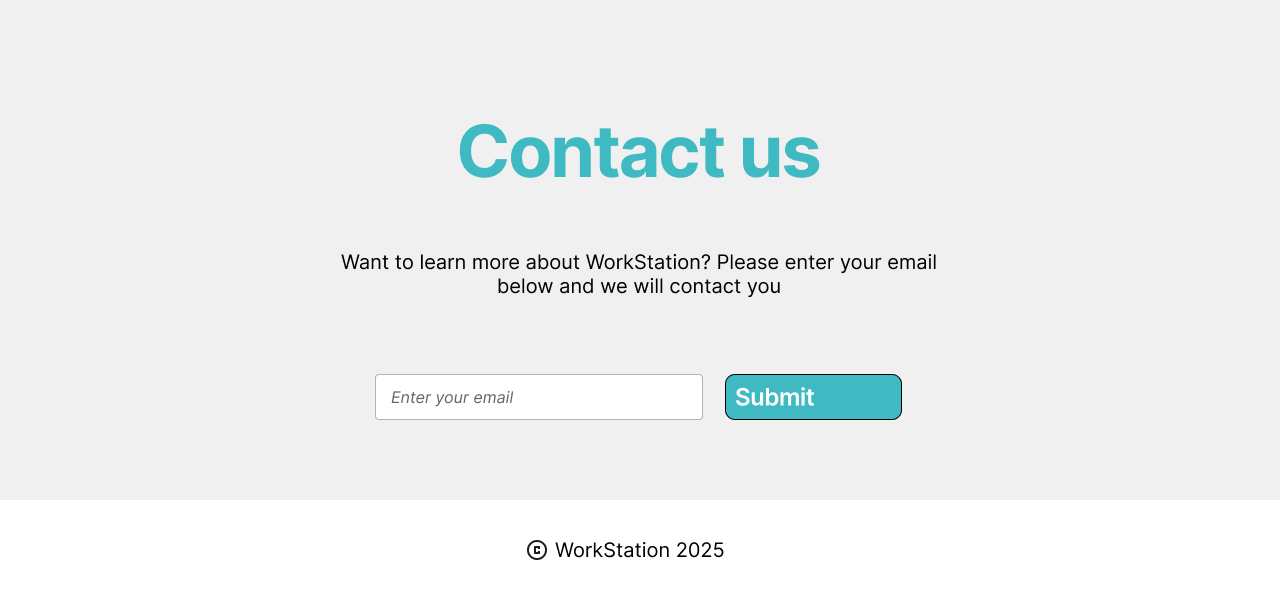 Contact us
Want to learn more about WorkStation? Please enter your email
below and we will contact you
Enter your email
Submit
© WorkStation 2025